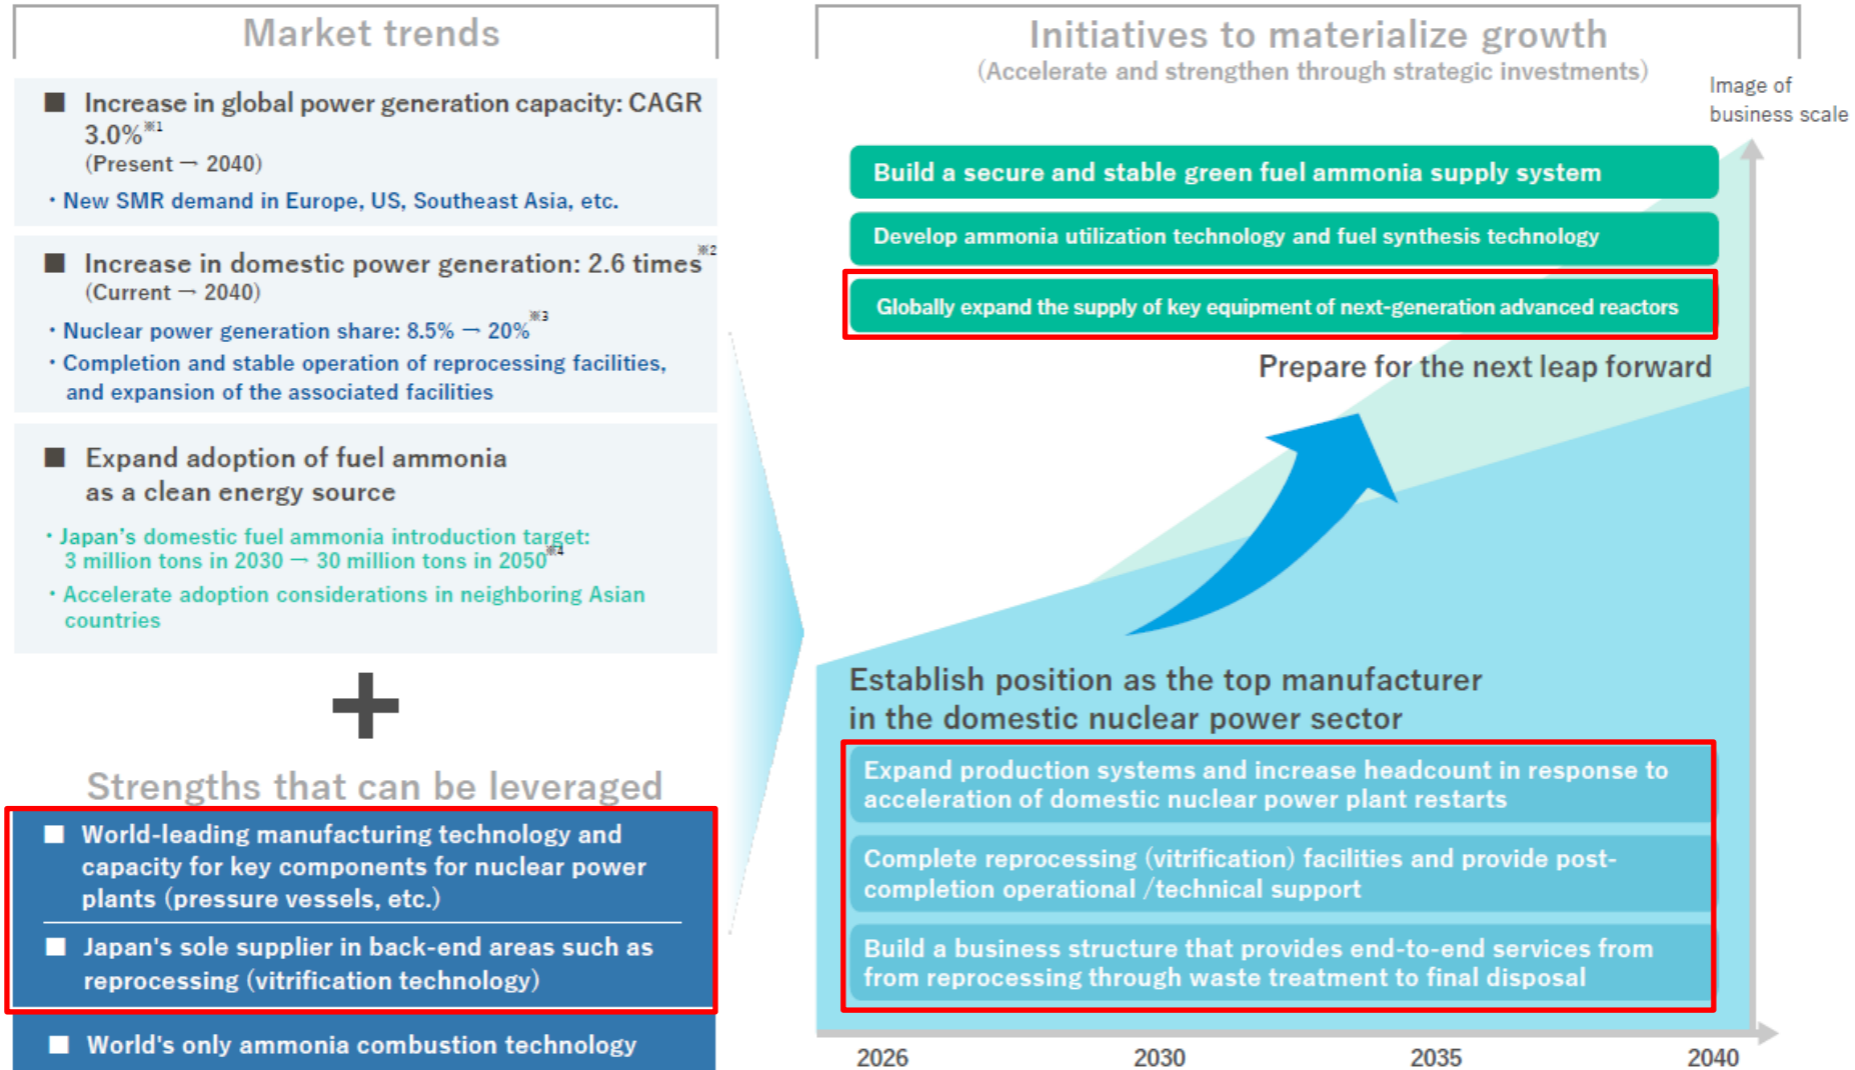 Market trends
■ Increase in global power generation capacity: CAGR
3.0%※1
(Present → 2040)
・New SMR demand in Europe, US, Southeast Asia, etc.
■ Increase in domestic power generation: 2.6 times※2
(Current → 2040)
・Nuclear power generation share: 8.5% → 20%※3
・Completion and stable operation of reprocessing facilities,
and expansion of the associated facilities
■ Expand adoption of fuel ammonia
as a clean energy source
・Japan's domestic fuel ammonia introduction target:
3 million tons in 2030 → 30 million tons in 2050※4
・Accelerate adoption considerations in neighboring Asian
countries
+
Strengths that can be leveraged
■ World-leading manufacturing technology and
capacity for key components for nuclear power
plants (pressure vessels, etc.)
■ Japan's sole supplier in back-end areas such as
reprocessing (vitrification technology)
■ World's only ammonia combustion technology
Initiatives to materialize growth
(Accelerate and strengthen through strategic investments)
Image of
business scale
Build a secure and stable green fuel ammonia supply system
Develop ammonia utilization technology and fuel synthesis technology
Globally expand the supply of key equipment of next-generation advanced reactors
Prepare for the next leap forward
Establish position as the top manufacturer
in the domestic nuclear power sector
Expand production systems and increase headcount in response to
acceleration of domestic nuclear power plant restarts
Complete reprocessing (vitrification) facilities and provide post-
completion operational /technical support
Build a business structure that provides end-to-end services from
from reprocessing through waste treatment to final disposal
2026 2030 2035 2040